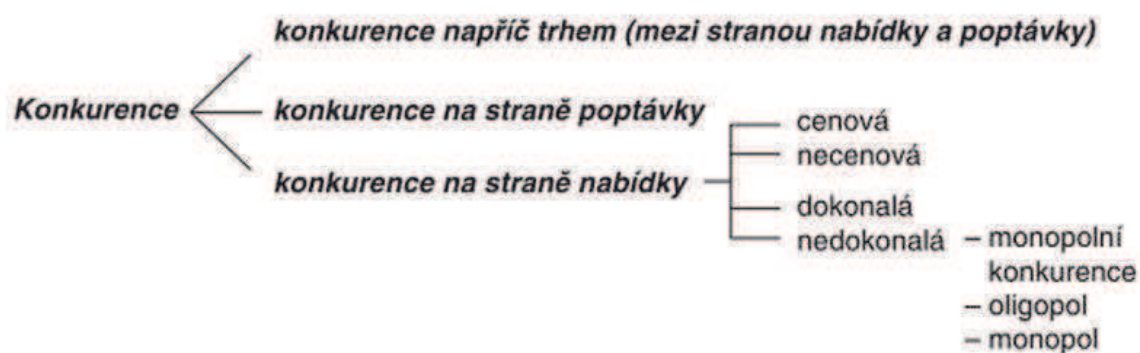 konkurence napříč trhem (mezi stranou nabídky a poptávky)
Konkurence
konkurence na straně poptávky
konkurence na straně nabídky
cenová
necenová
dokonalá
nedokonalá
– monopolní
konkurence
– oligopol
– monopol